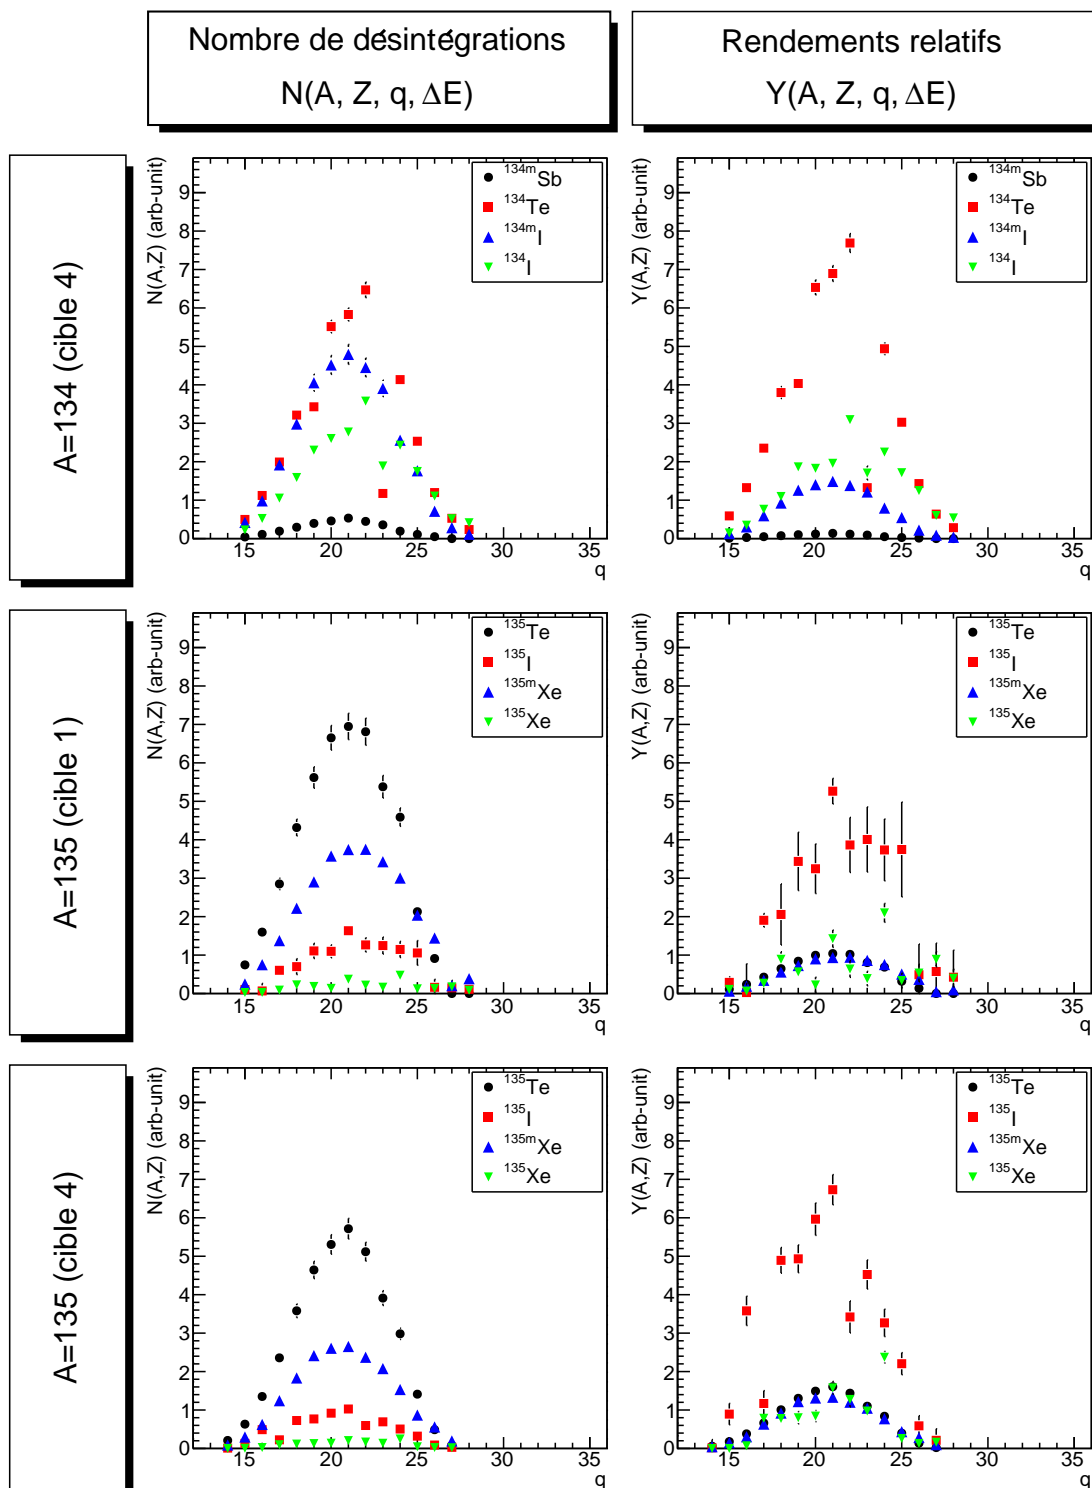 Nombre de désintégrations
N(A, Z, q, ΔE)
Rendements relatifs
Y(A, Z, q, ΔE)
A=134 (cible 4)
N(A,Z) (arb-unit)
9
8
7
6
5
4
3
2
1
0
15 20 25 30 35
q
134mSb
134Te
134mI
134I
Y(A,Z) (arb-unit)
9
8
7
6
5
4
3
2
1
0
15 20 25 30 35
q
134mSb
134Te
134mI
134I
A=135 (cible 1)
N(A,Z) (arb-unit)
9
8
7
6
5
4
3
2
1
0
15 20 25 30 35
q
135Te
135I
135mXe
135Xe
Y(A,Z) (arb-unit)
9
8
7
6
5
4
3
2
1
0
15 20 25 30 35
q
135Te
135I
135mXe
135Xe
A=135 (cible 4)
N(A,Z) (arb-unit)
9
8
7
6
5
4
3
2
1
0
15 20 25 30 35
q
135Te
135I
135mXe
135Xe
Y(A,Z) (arb-unit)
9
8
7
6
5
4
3
2
1
0
15 20 25 30 35
q
135Te
135I
135mXe
135Xe